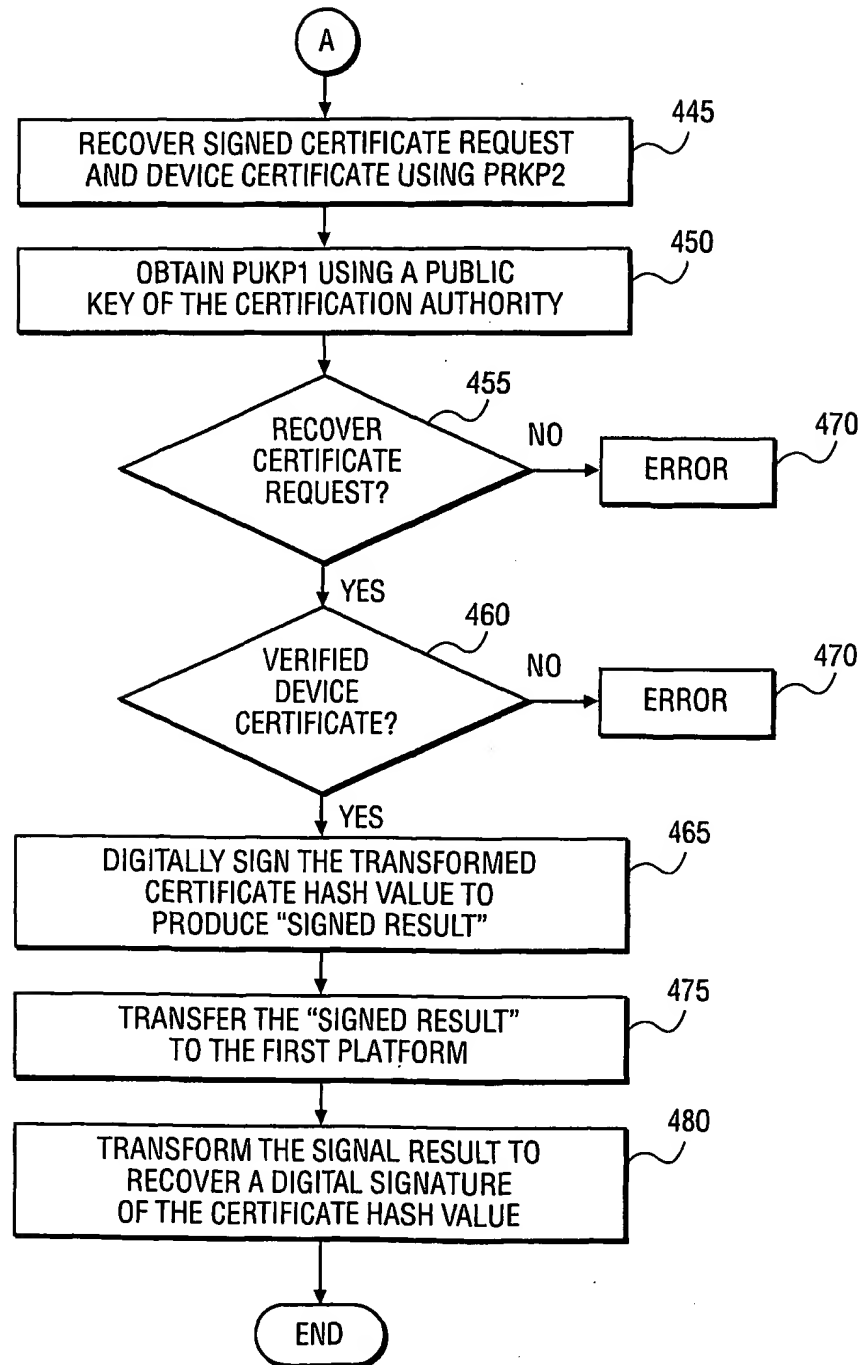 A
445
RECOVER SIGNED CERTIFICATE REQUEST
AND DEVICE CERTIFICATE USING PRKP2
450
OBTAIN PUKP1 USING A PUBLIC
KEY OF THE CERTIFICATION AUTHORITY
455
RECOVER
CERTIFICATE
REQUEST?
NO
470
ERROR
YES
460
VERIFIED
DEVICE
CERTIFICATE?
NO
470
ERROR
YES
465
DIGITALLY SIGN THE TRANSFORMED
CERTIFICATE HASH VALUE TO
PRODUCE “SIGNED RESULT”
475
TRANSFER THE “SIGNED RESULT”
TO THE FIRST PLATFORM
480
TRANSFORM THE SIGNAL RESULT TO
RECOVER A DIGITAL SIGNATURE
OF THE CERTIFICATE HASH VALUE
END